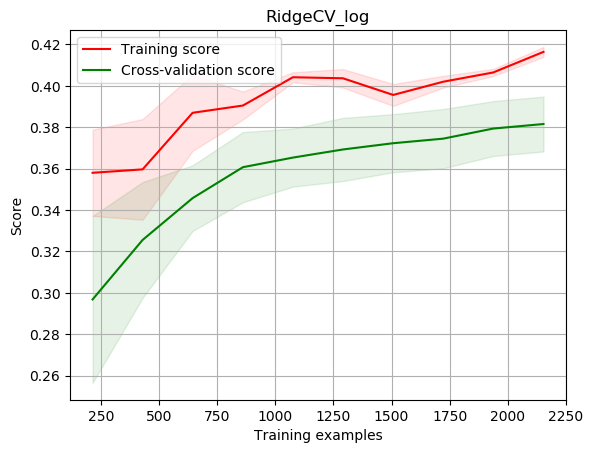 RidgeCV_log
Training score
Cross-validation score
0.42
0.40
0.38
0.36
0.34
0.32
0.30
0.28
0.26
Score
250 500 750 1000 1250 1500 1750 2000 2250
Training examples